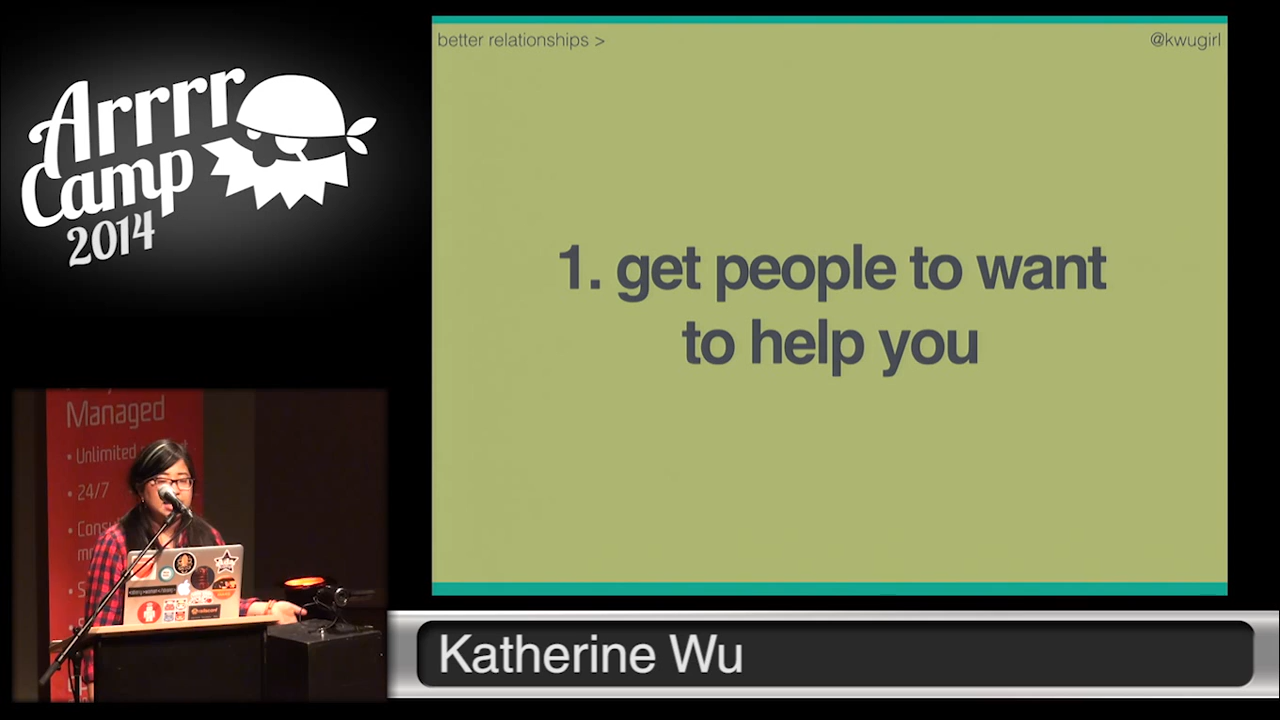 Arrrr
Camp
2014
better relationships >
@kwugirl
1. get people to want
to help you
Managed
• Unlimited
• 24/7
Katherine Wu